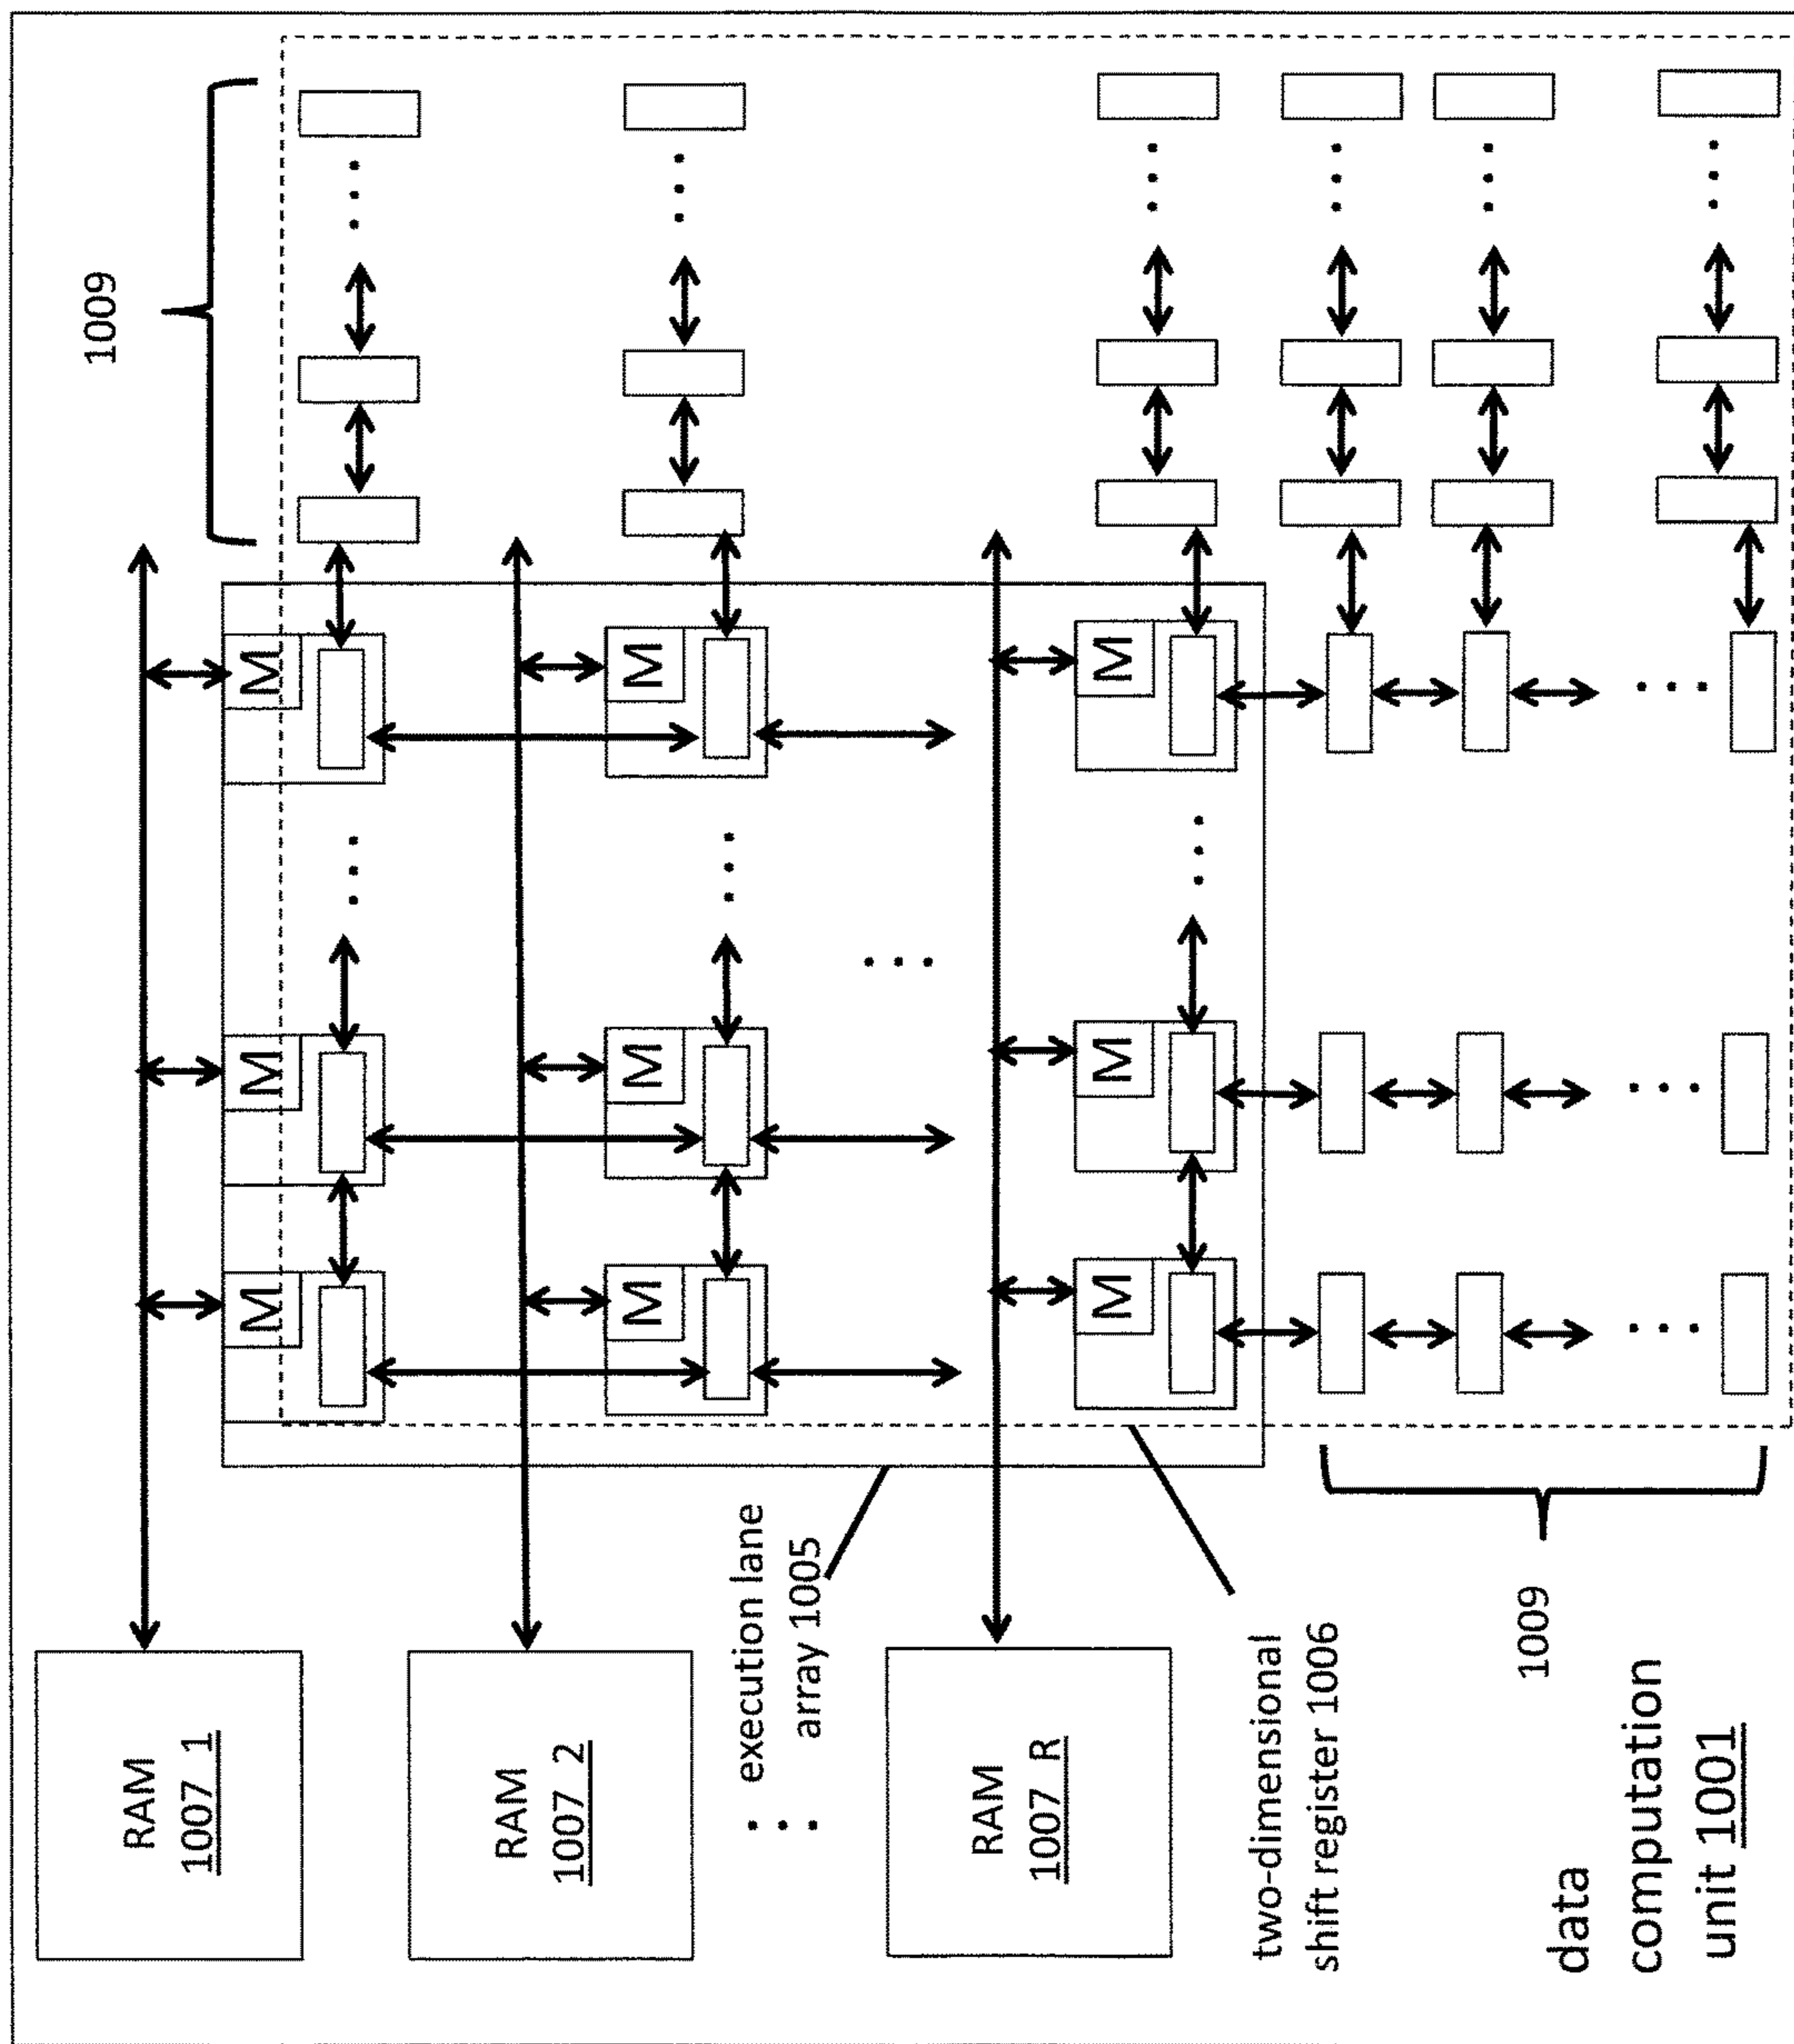 1009
RAM
1007_1
M M M
RAM
1007_2
M M M
execution lane
array 1005
RAM
1007_R
M M M
two-dimensional
shift register 1006
1009
data
computation
unit 1001